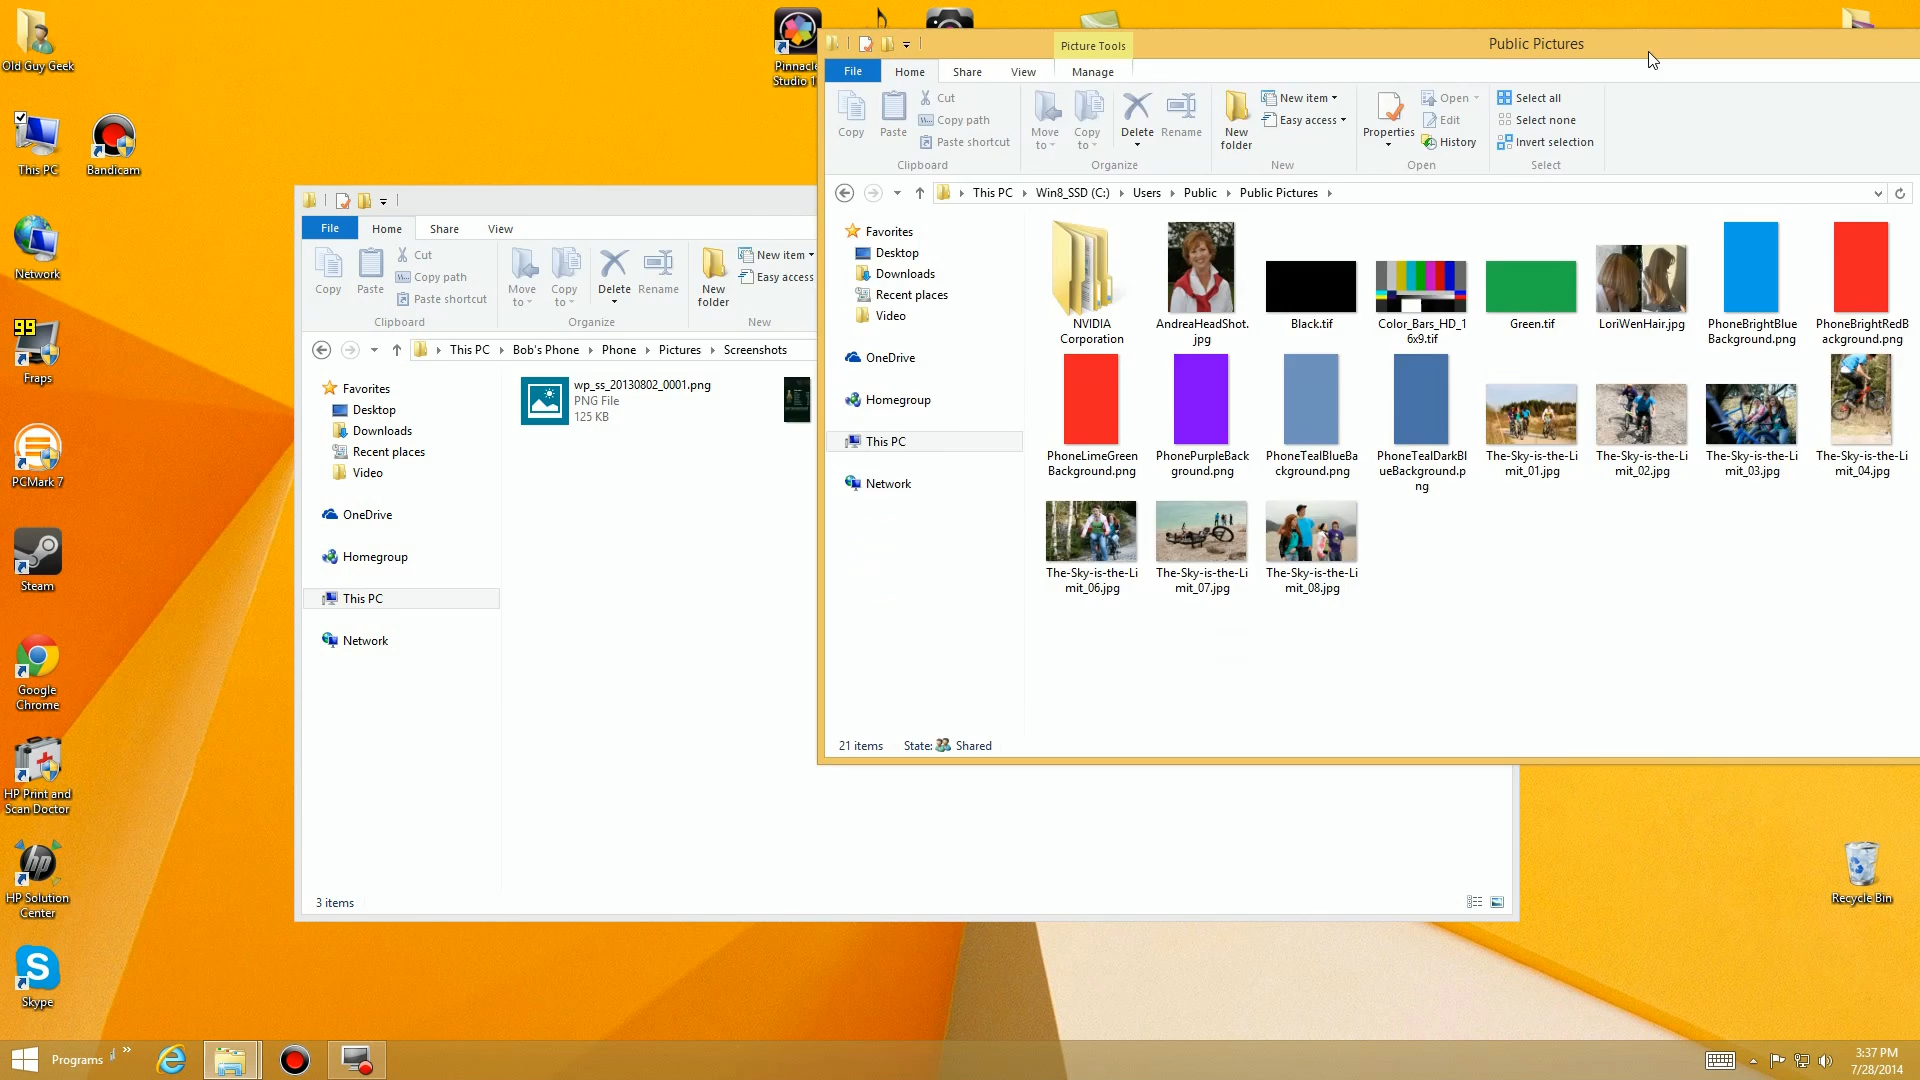 Old Guy Geek
This PC
Bandicam
Network
99
Fraps
PCMark 7
Steam
Google
Chrome
HP Print and
Scan Doctor
hp
HP Solution
Center
S
Skype
Pinnacle
Studio 1
Recycle Bin
File
Home
Share
View
Copy
Paste
Cut
Copy path
Paste shortcut
Clipboard
Move
to
Copy
to
Delete
Rename
Organize
New
folder
New item
Easy access
New
This PC
Bob's Phone
Phone
Pictures
Screenshots
Favorites
Desktop
Downloads
Recent places
Video
OneDrive
Homegroup
This PC
Network
wp_ss_20130802_0001.png
PNG File
125 KB
3 items
Picture Tools
Public Pictures
File
Home
Share
View
Manage
Copy
Paste
Cut
Copy path
Paste shortcut
Clipboard
Move
to
Copy
to
Delete
Rename
Organize
New
folder
New item
Easy access
New
Properties
Open
Edit
History
Open
Select all
Select none
Invert selection
Select
This PC
Win8_SSD (C:)
Users
Public
Public Pictures
Favorites
Desktop
Downloads
Recent places
Video
OneDrive
Homegroup
This PC
Network
NVIDIA
Corporation
AndreaHeadShot.
jpg
Black.tif
Color_Bars_HD_1
6x9.tif
Green.tif
LoriWenHair.jpg
PhoneBrightBlue
Background.png
PhoneBrightRedB
ackground.png
PhoneLimeGreen
Background.png
PhonePurpleBack
ground.png
PhoneTealBlueBa
ckground.png
PhoneTealDarkBl
ueBackground.p
ng
The-Sky-is-the-Li
mit_01.jpg
The-Sky-is-the-Li
mit_02.jpg
The-Sky-is-the-Li
mit_03.jpg
The-Sky-is-the-Li
mit_04.jpg
The-Sky-is-the-Li
mit_06.jpg
The-Sky-is-the-Li
mit_07.jpg
The-Sky-is-the-Li
mit_08.jpg
21 items
State:
Shared
Programs
3:37 PM
7/28/2014